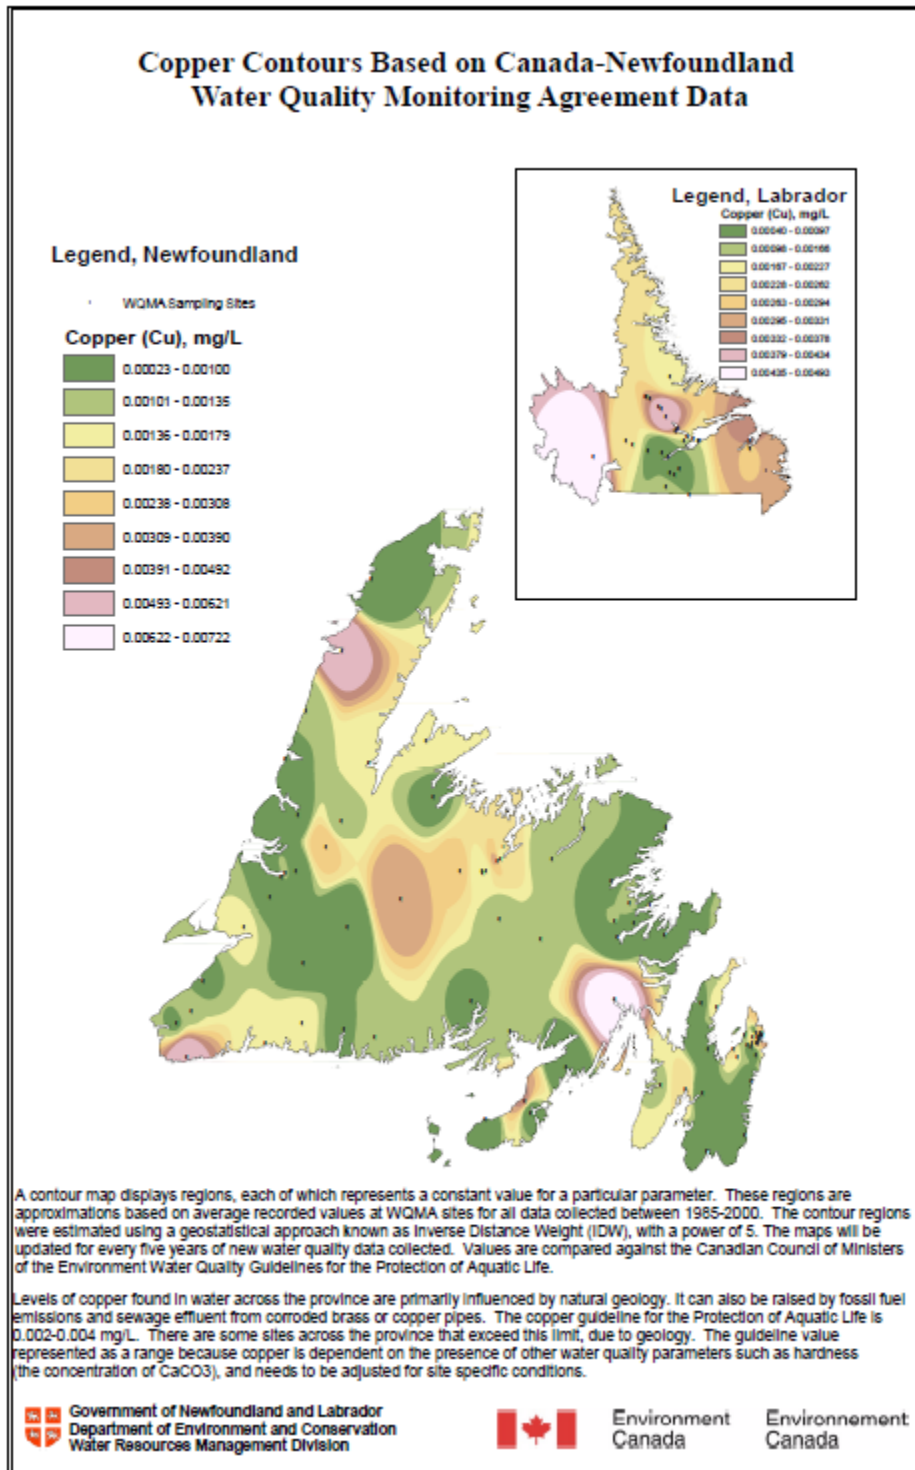 Copper Contours Based on Canada-Newfoundland
Water Quality Monitoring Agreement Data
Legend, Labrador
Copper (Cu), mg/L
0.00040 - 0.00097
0.00098 - 0.00166
0.00167 - 0.00227
0.00228 - 0.00262
0.00263 - 0.00294
0.00295 - 0.00331
0.00332 - 0.00378
0.00379 - 0.00434
0.00435 - 0.00493
Legend, Newfoundland
WQMA Sampling Sites
Copper (Cu), mg/L
0.00023 - 0.00100
0.00101 - 0.00135
0.00136 - 0.00179
0.00180 - 0.00237
0.00238 - 0.00308
0.00309 - 0.00390
0.00391 - 0.00492
0.00493 - 0.00621
0.00622 - 0.00722
A contour map displays regions, each of which represents a constant value for a particular parameter. These regions are
approximations based on average recorded values at WQMA sites for all data collected between 1985-2000. The contour regions
were estimated using a geostatistical approach known as Inverse Distance Weight (IDW), with a power of 5. The maps will be
updated for every five years of new water quality data collected. Values are compared against the Canadian Council of Ministers
of the Environment Water Quality Guidelines for the Protection of Aquatic Life.
Levels of copper found in water across the province are primarily influenced by natural geology. It can also be raised by fossil fuel
emissions and sewage effluent from corroded brass or copper pipes. The copper guideline for the Protection of Aquatic Life is
0.002-0.004 mg/L. There are some sites across the province that exceed this limit, due to geology. The guideline value
represented as a range because copper is dependent on the presence of other water quality parameters such as hardness
(the concentration of CaCO3), and needs to be adjusted for site specific conditions.
Government of Newfoundland and Labrador
Department of Environment and Conservation
Water Resources Management Division
Environment
Canada
Environnement
Canada